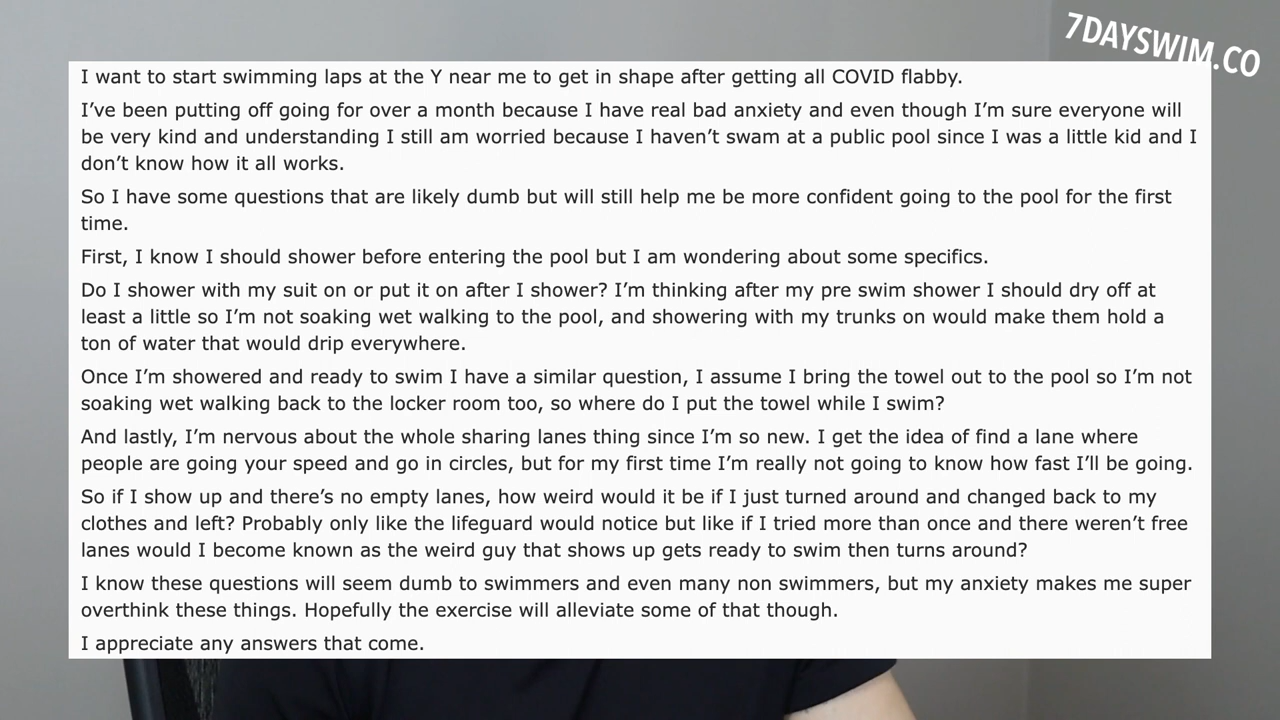 7DAYSWIM.CO
I want to start swimming laps at the Y near me to get in shape after getting all COVID flabby.
I’ve been putting off going for over a month because I have real bad anxiety and even though I’m sure everyone will
be very kind and understanding I still am worried because I haven’t swam at a public pool since I was a little kid and I
don’t know how it all works.
So I have some questions that are likely dumb but will still help me be more confident going to the pool for the first
time.
First, I know I should shower before entering the pool but I am wondering about some specifics.
Do I shower with my suit on or put it on after I shower? I’m thinking after my pre swim shower I should dry off at
least a little so I’m not soaking wet walking to the pool, and showering with my trunks on would make them hold a
ton of water that would drip everywhere.
Once I’m showered and ready to swim I have a similar question, I assume I bring the towel out to the pool so I’m not
soaking wet walking back to the locker room too, so where do I put the towel while I swim?
And lastly, I’m nervous about the whole sharing lanes thing since I’m so new. I get the idea of find a lane where
people are going your speed and go in circles, but for my first time I’m really not going to know how fast I’ll be going.
So if I show up and there’s no empty lanes, how weird would it be if I just turned around and changed back to my
clothes and left? Probably only like the lifeguard would notice but like if I tried more than once and there weren’t free
lanes would I become known as the weird guy that shows up gets ready to swim then turns around?
I know these questions will seem dumb to swimmers and even many non swimmers, but my anxiety makes me super
overthink these things. Hopefully the exercise will alleviate some of that though.
I appreciate any answers that come.